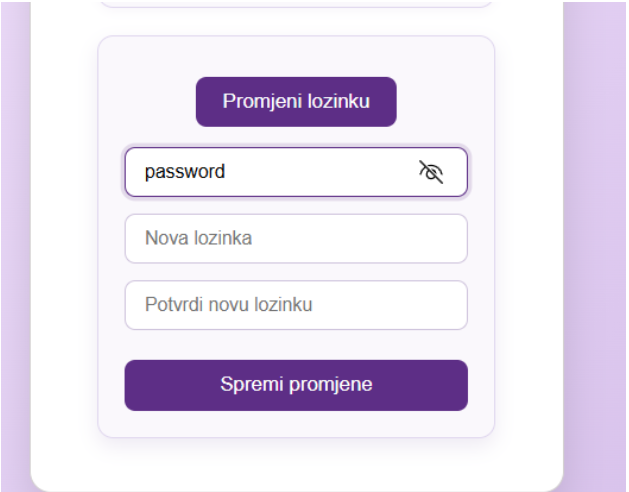 Promjeni lozinku
password
Nova lozinka
Potvrdi novu lozinku
Spremi promjene